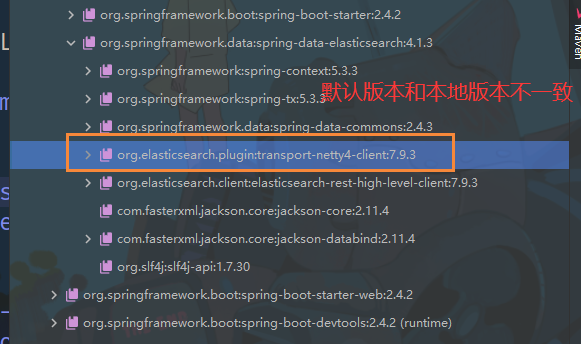 org.springframework.boot:spring-boot-starter:2.4.2
org.springframework.data:spring-data-elasticsearch:4.1.3
org.springframework:spring-context:5.3.3
org.springframework:spring-tx:5.3.3
默认版本和本地版本不一致
org.springframework.data:spring-data-commons:2.4.3
org.elasticsearch.plugin:transport-netty4-client:7.9.3
org.elasticsearch.client:elasticsearch-rest-high-level-client:7.9.3
com.fasterxml.jackson.core:jackson-core:2.11.4
com.fasterxml.jackson.core:jackson-databind:2.11.4
org.slf4j:slf4j-api:1.7.30
org.springframework.boot:spring-boot-starter-web:2.4.2
org.springframework.boot:spring-boot-devtools:2.4.2 (runtime)
Maven